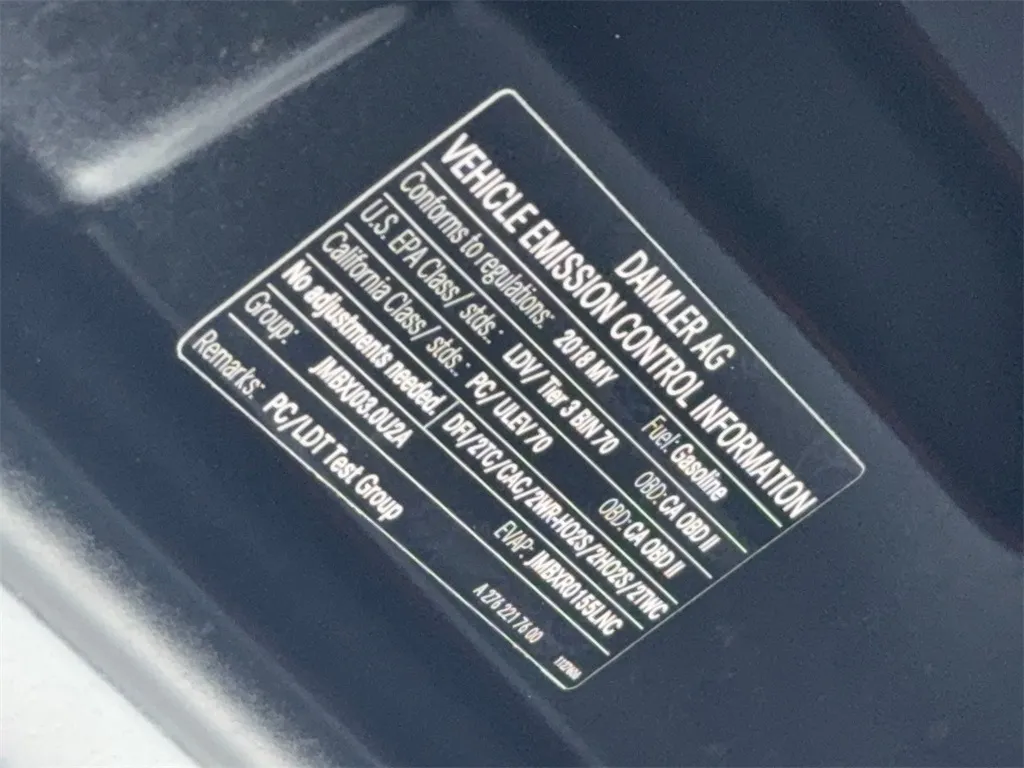 DAIMLER AG
VEHICLE EMISSION CONTROL INFORMATION
Conforms to regulations: 2018 MY Fuel: Gasoline
U.S. EPA Class/ stds.: LDV/ Tier 3 BIN 70 OBD: CA OBD II
California Class/ stds.: PC/ ULEV 70 OBD: CA OBD II
No adjustments needed. DFI/2TC/CAC/2WR-HO2S/2HO2S/2TWC
Group: JMBXJ03.0U2A EVAP: JMBXR0155LNC
Remarks: PC/LDT Test Group A 276 221 76 00